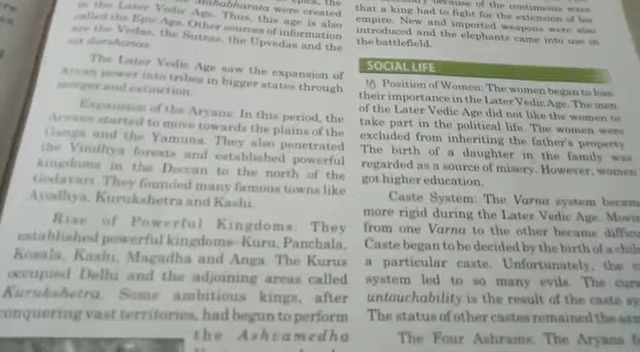 the Mahabharata were created
in the Later Vedic Age. Thus, this age is also
called the Epic Age. Other sources of information
are the Vedas, the Sutras, the Upvedas and the
six darshanas.
The Later Vedic Age saw the expansion of
Aryan power into tribes in bigger states through
merger and extinction.
Expansion of the Aryans: In this period, the
Aryans started to move towards the plains of the
Ganga and the Yamuna. They also penetrated
the Vindhya forests and established powerful
kingdoms in the Deccan to the north of the
Godavari. They founded many famous towns like
Ayodhya, Kurukshetra and Kashi.
Rise of Powerful Kingdoms: They
established powerful kingdoms–Kuru, Panchala,
Kosala, Kashi, Magadha and Anga. The Kurus
occupied Delhi and the adjoining areas called
Kurukshetra. Some ambitious kings, after
conquering vast territories, had begun to perform
the Ashvamedha
because of the continuous wars
that a king had to fight for the extension of his
empire. New and imported weapons were also
introduced and the elephants came into use in
the battlefield.
SOCIAL LIFE
Position of Women: The women began to lose
their importance in the Later Vedic Age. The men
of the Later Vedic Age did not like the women to
take part in the political life. The women were
excluded from inheriting the father's property
The birth of a daughter in the family was
regarded as a source of misery. However, women
got higher education.
Caste System: The Varna system becam
more rigid during the Later Vedic Age.
from one Varna to the other became
Caste began to be decided by the birth of a
a particular caste. Unfortunately, the
system led to so many evils. The
untouchability is the result of the caste
The status of other castes remained the
The Four Ashrams: The Aryans